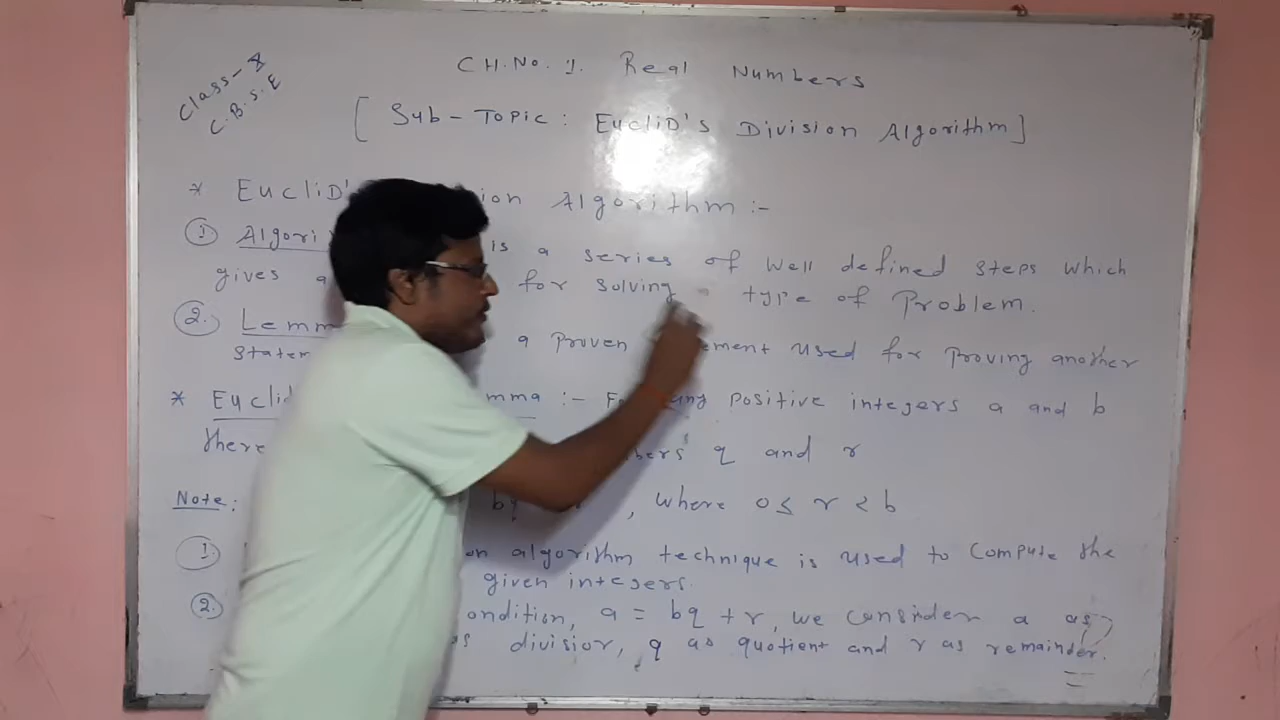 Class-X
C.B.S.E
CH.No. 1. Real Numbers
[ Sub-Topic: EucliD's Division Algorithm]
* EucliD' ion Algorithm :-
① Algori is a series of well defined steps which
gives a for solving a type of Problem.
②. Lemm a proven ement used for proving another
statem
* Euclid mma :- F any positive integers a and b
there bers q and r
Note: bq , where 0 ≤ r < b
① on algorithm technique is used to compute the
given integers.
②. ondition, a = bq + r, we consider a as
as divisior, q as quotient and r as remainder.